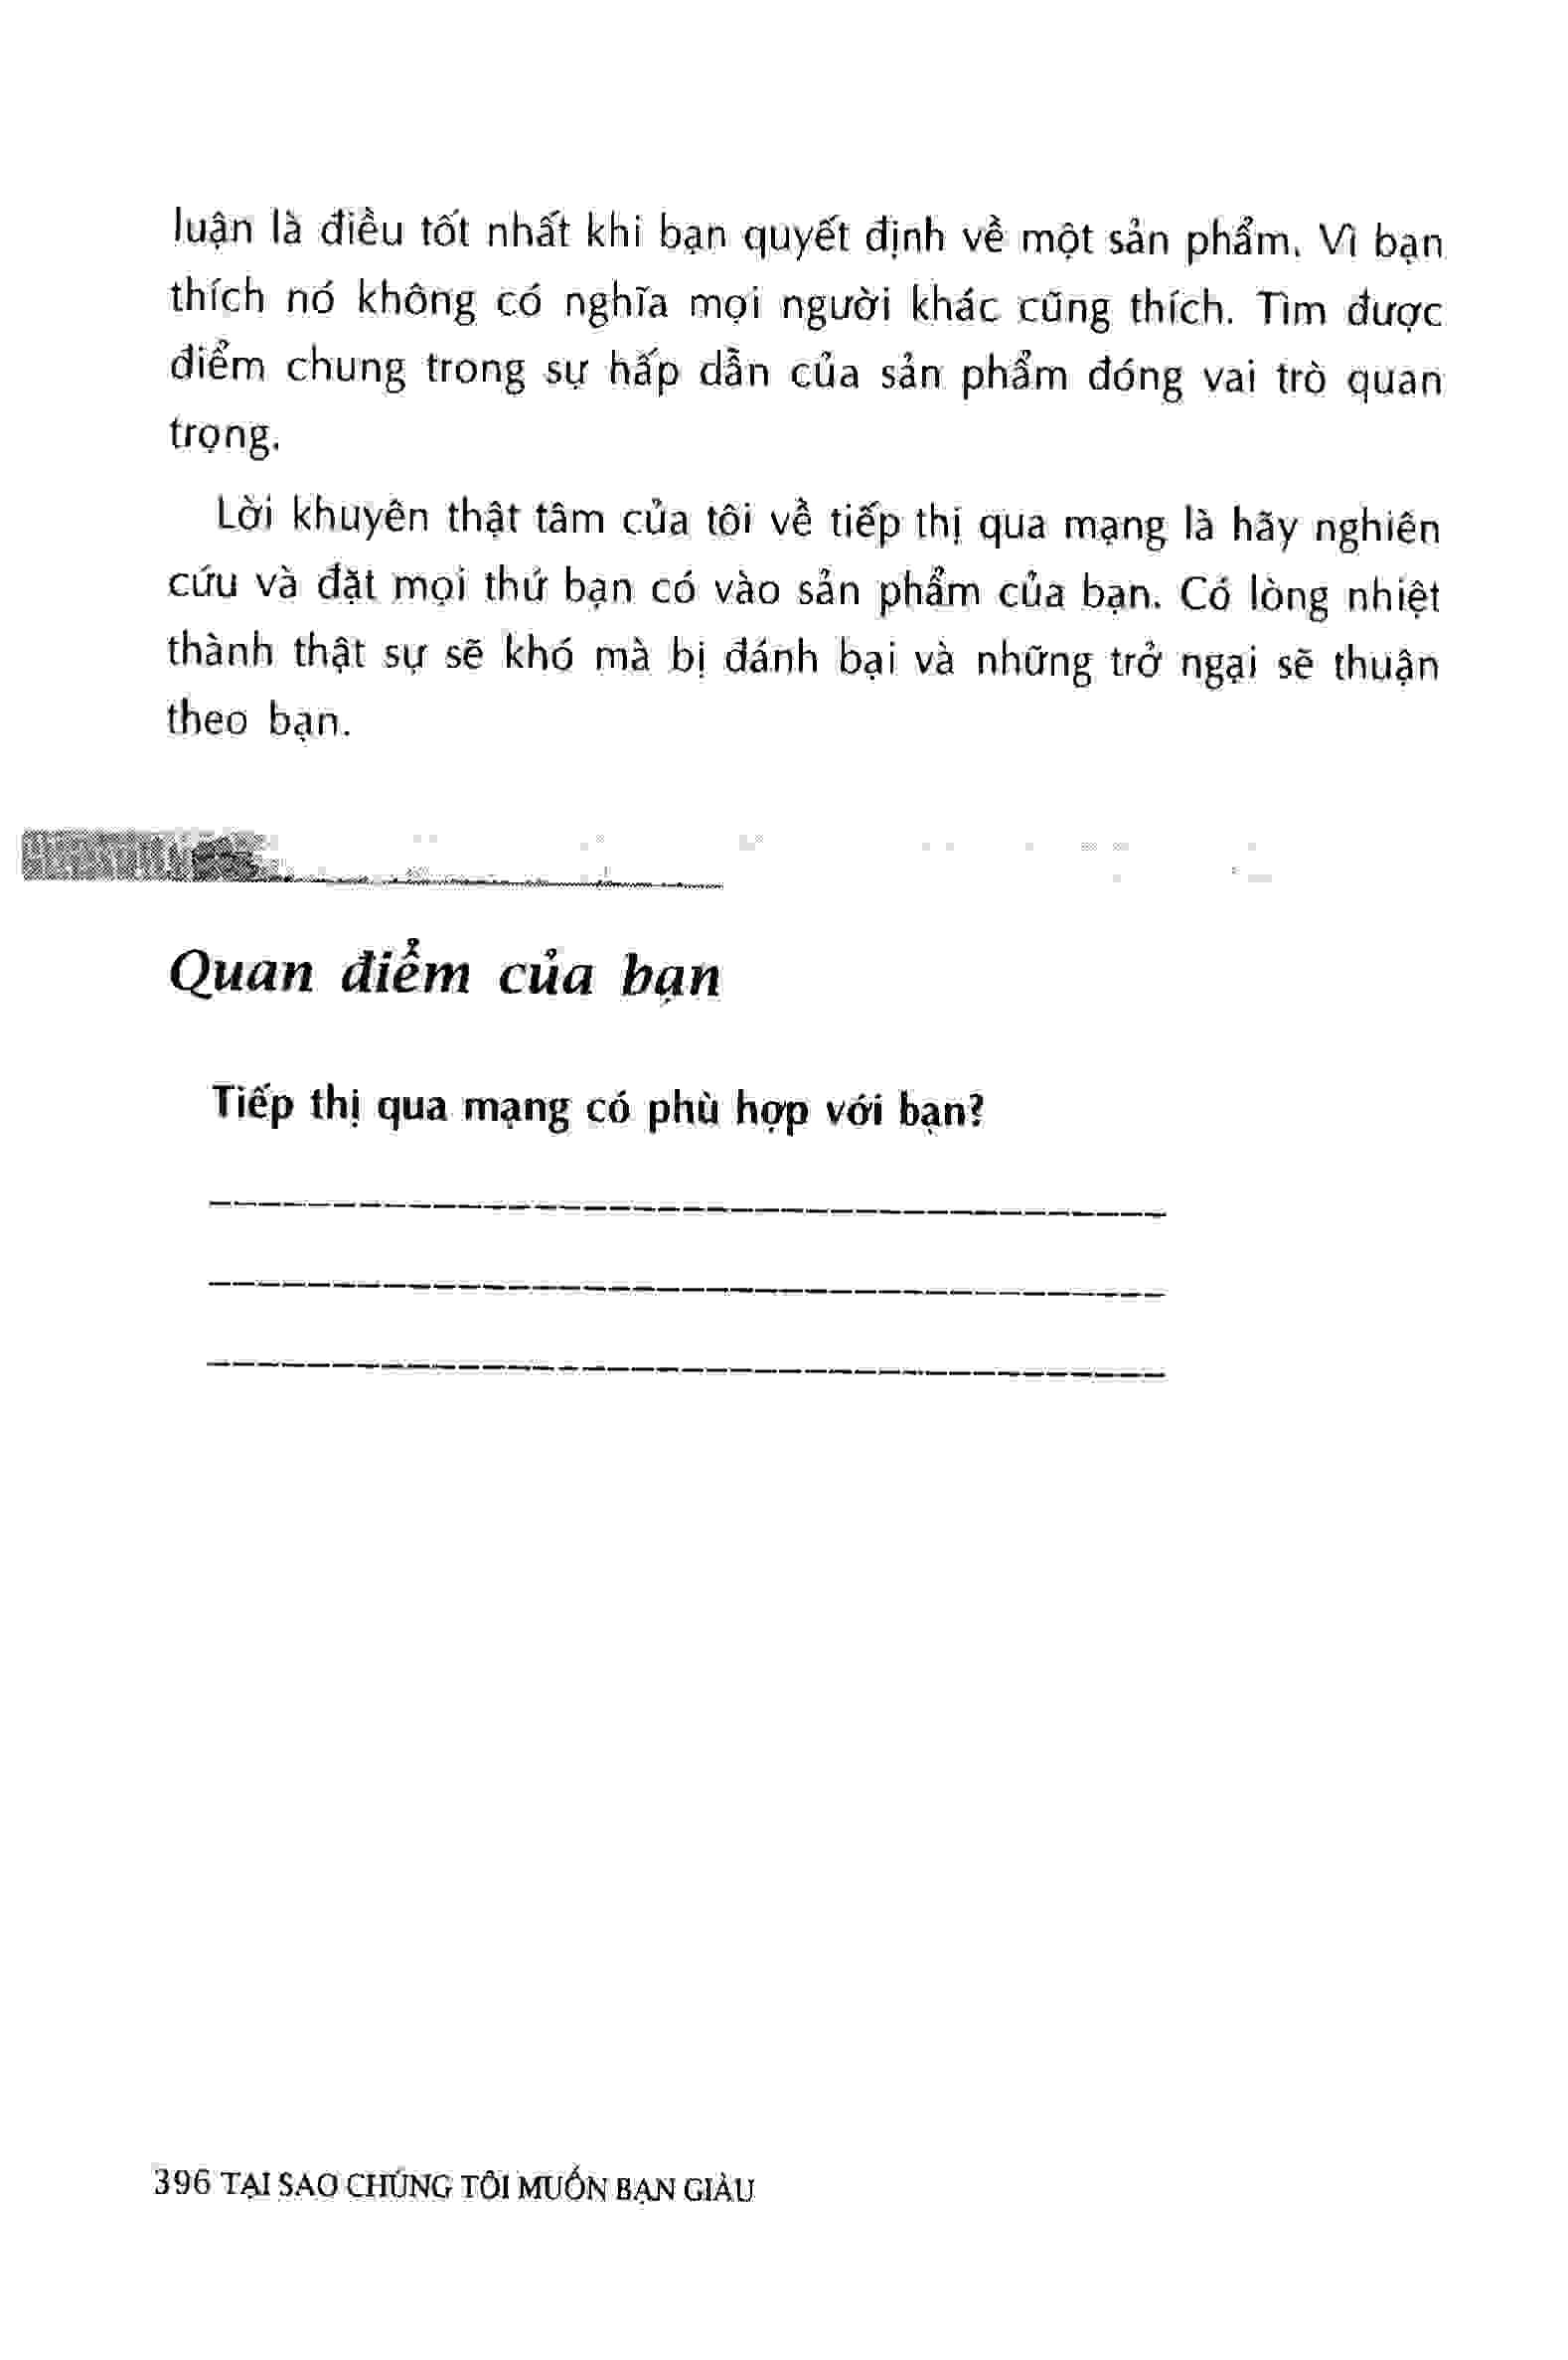 luận là điều tốt nhất khi bạn quyết định về một sản phẩm. Vì bạn
thích nó không có nghĩa mọi người khác cũng thích. Tìm được
điểm chung trong sự hấp dẫn của sản phẩm đóng vai trò quan
trọng.
Lời khuyên thật tâm của tôi về tiếp thị qua mạng là hãy nghiên
cứu và đặt mọi thứ bạn có vào sản phẩm của bạn. Có lòng nhiệt
thành thật sự sẽ khó mà bị đánh bại và những trở ngại sẽ thuận
theo bạn.
Quan điểm của bạn
Tiếp thị qua mạng có phù hợp với bạn?
396 TẠI SAO CHÚNG TÔI MUỐN BẠN GIÀU